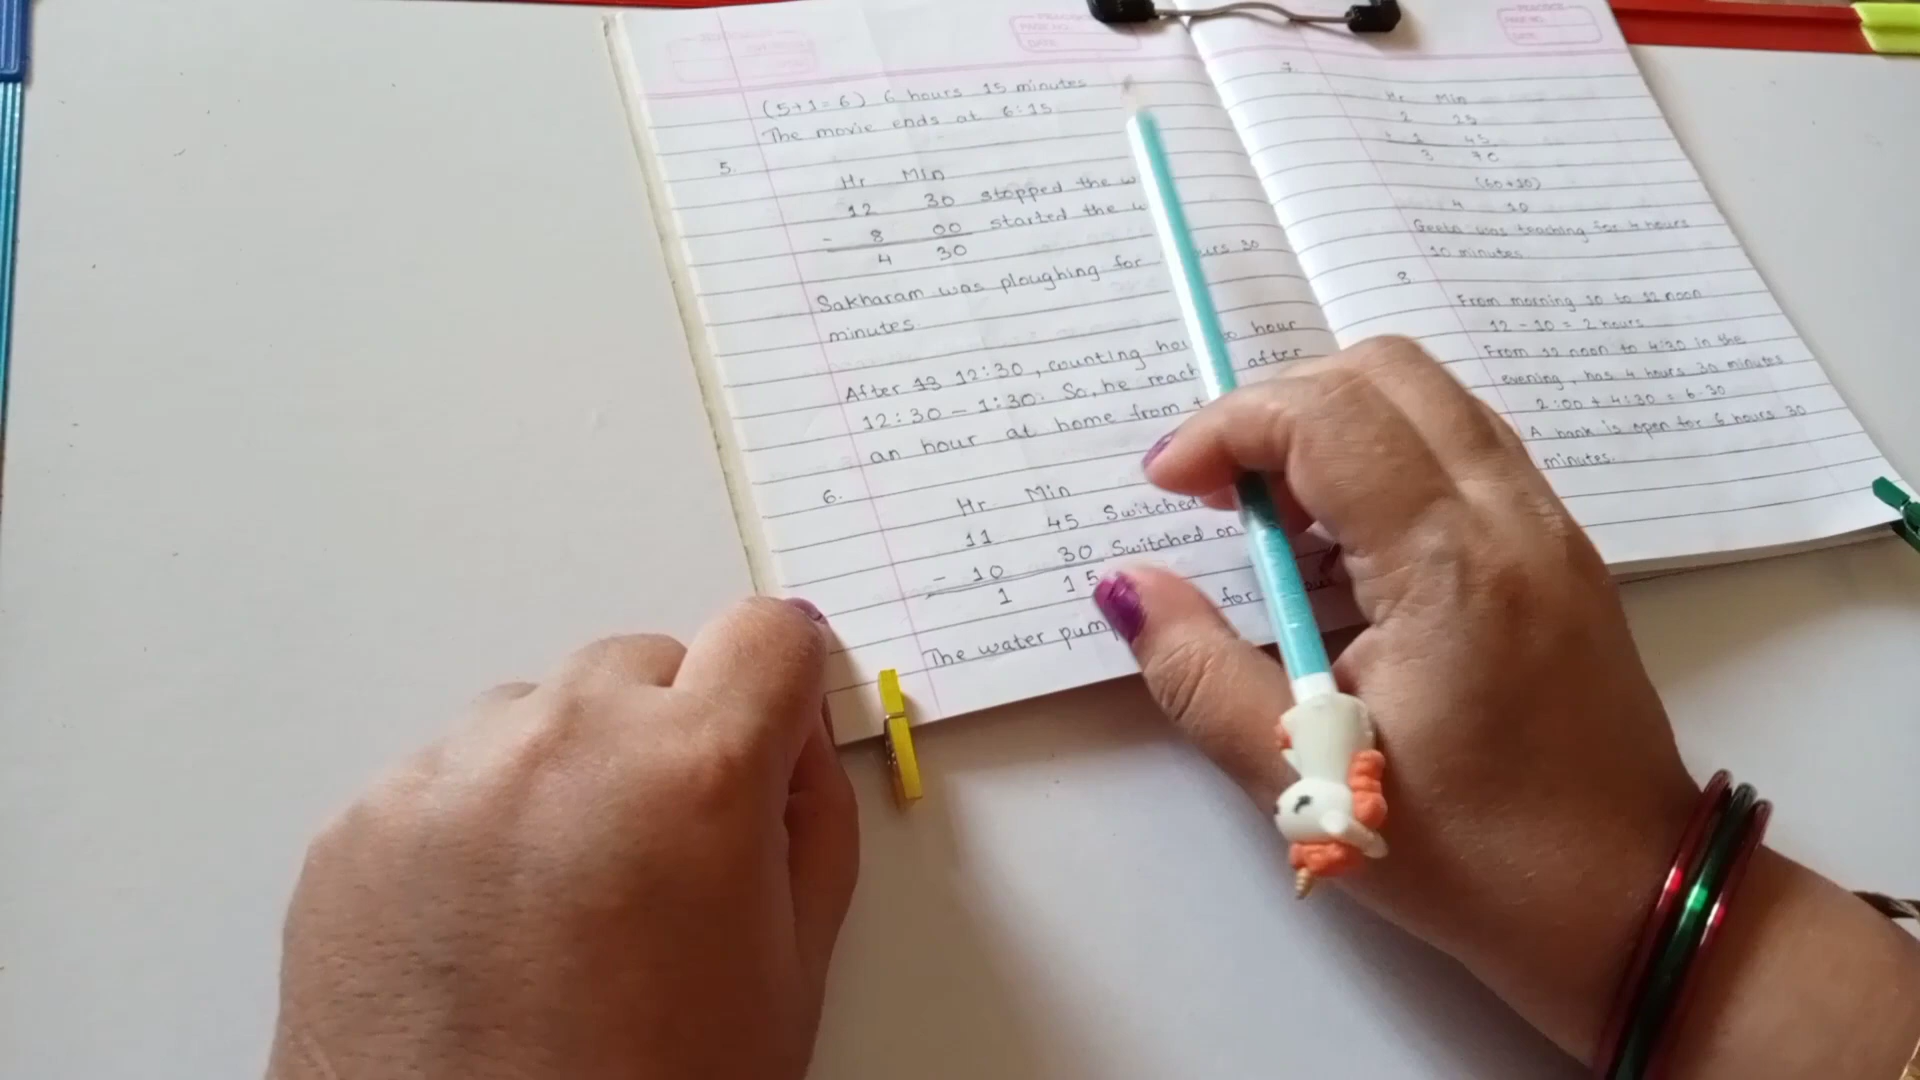 (5+1=6) 6 hours 15 minutes
The movie ends at 6:15
5.
Hr Min
12 30 stopped the
- 8 00 started the
4 30
Sakharam was ploughing for 30
minutes.
After 12:30, counting hour
12:30 - 1:30. So, he after
an hour at home from
6.
Hr Min
11 45 Switched
- 10 30 Switched on
1 15
The water for
PAGE NO.
DATE
7.
Hr Min
2 25
1 45
3 70
(60+10)
4 10
Geeta was teaching for 4 hours
10 minutes
8
From morning 10 to 12 noon
12 - 10 = 2 hours
From 12 noon to 4:30 in the
evening, has 4 hours 30 minutes
2:00 + 4:30 = 6.30
A bank is open for 6 hours 30
minutes.